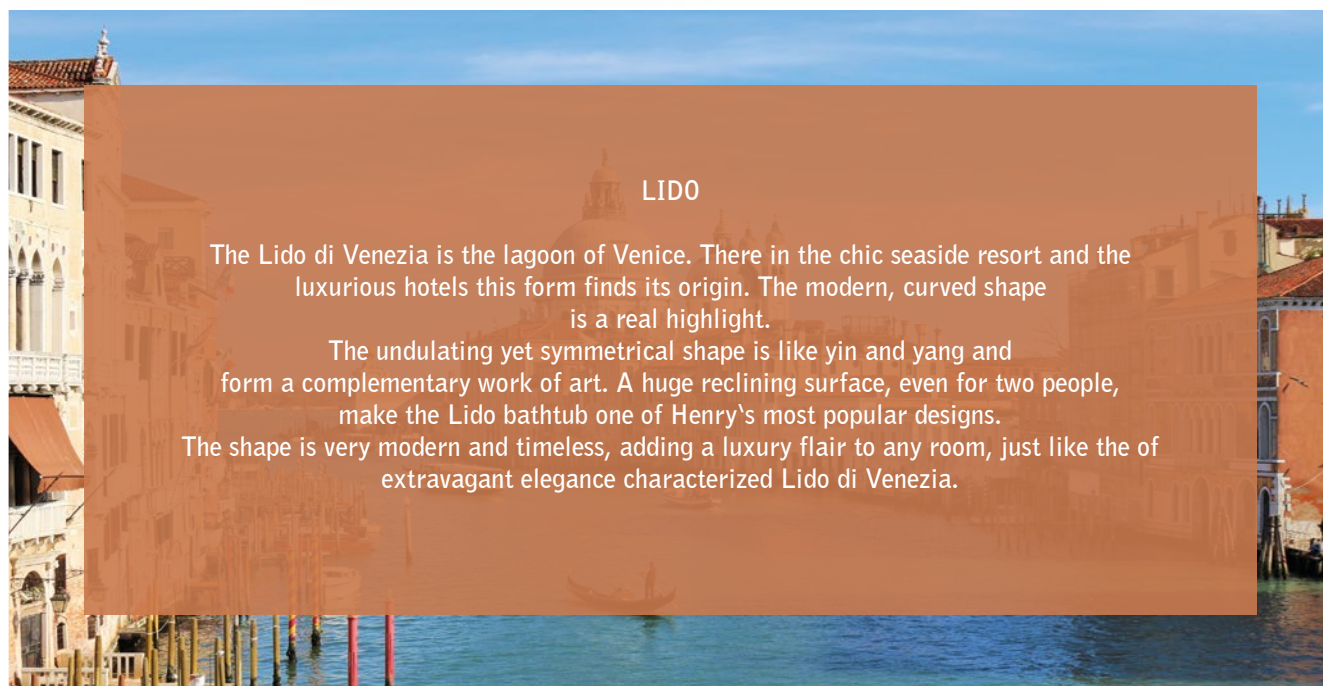 LIDO
The Lido di Venezia is the lagoon of Venice. There in the chic seaside resort and the
luxurious hotels this form finds its origin. The modern, curved shape
is a real highlight.
The undulating yet symmetrical shape is like yin and yang and
form a complementary work of art. A huge reclining surface, even for two people,
make the Lido bathtub one of Henry‘s most popular designs.
The shape is very modern and timeless, adding a luxury flair to any room, just like the of
extravagant elegance characterized Lido di Venezia.